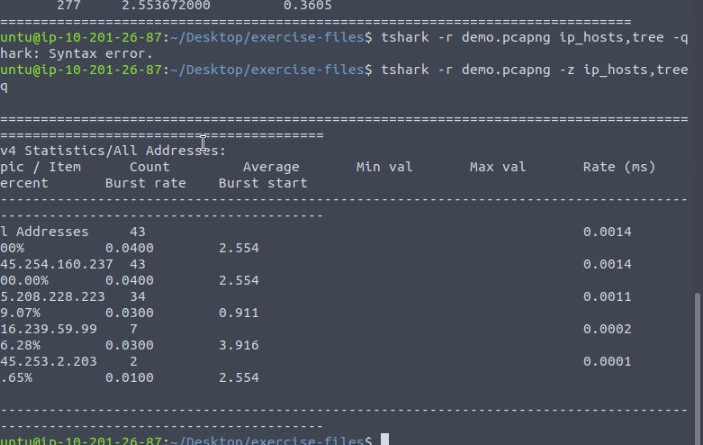 277 2.553672000 0.3605
===============================================================================
untu@ip-10-201-26-87:~/Desktop/exercise-files$ tshark -r demo.pcapng ip_hosts,tree -q
hark: Syntax error.
untu@ip-10-201-26-87:~/Desktop/exercise-files$ tshark -r demo.pcapng -z ip_hosts,tree
q
======================================================================================
========================================
v4 Statistics/All Addresses:
pic / Item Count Average Min val Max val Rate (ms)
ercent Burst rate Burst start
--------------------------------------------------------------------------------------
----------------------------------------
l Addresses 43 0.0014
00% 0.0400 2.554
45.254.160.237 43 0.0014
00.00% 0.0400 2.554
5.208.228.223 34 0.0011
9.07% 0.0300 0.911
16.239.59.99 7 0.0002
6.28% 0.0300 3.916
45.253.2.203 2 0.0001
.65% 0.0100 2.554
--------------------------------------------------------------------------------------
----------------------------------------
untu@ip-10-201-26-87:~/Desktop/exercise-files$